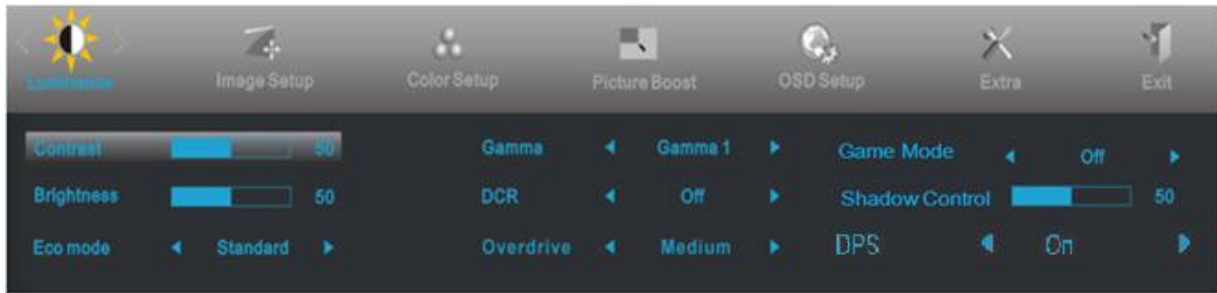 Luminance Image Setup Color Setup Picture Boost OSD Setup Extra Exit
Contrast 50 Gamma Gamma 1 Game Mode Off
Brightness 50 DCR Off Shadow Control 50
Eco mode Standard Overdrive Medium DPS On